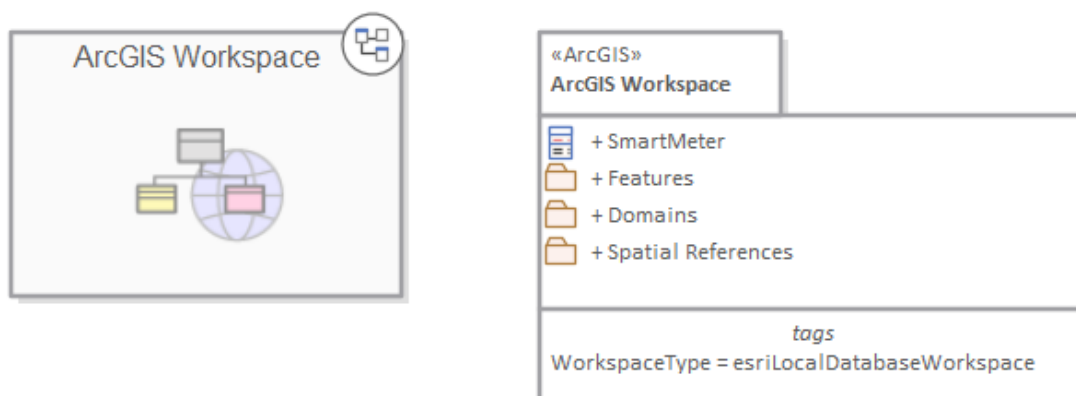 ArcGIS Workspace
«ArcGIS»
ArcGIS Workspace
+ SmartMeter
+ Features
+ Domains
+ Spatial References
tags
WorkspaceType = esriLocalDatabaseWorkspace